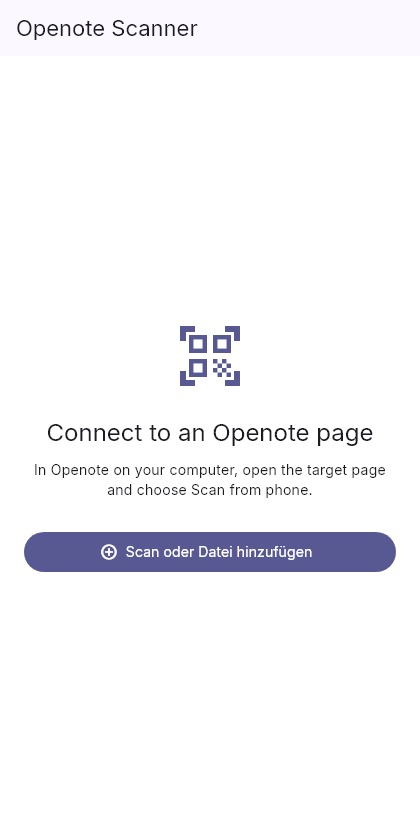 Openote Scanner
Connect to an Openote page
In Openote on your computer, open the target page
and choose Scan from phone.
Scan oder Datei hinzufügen